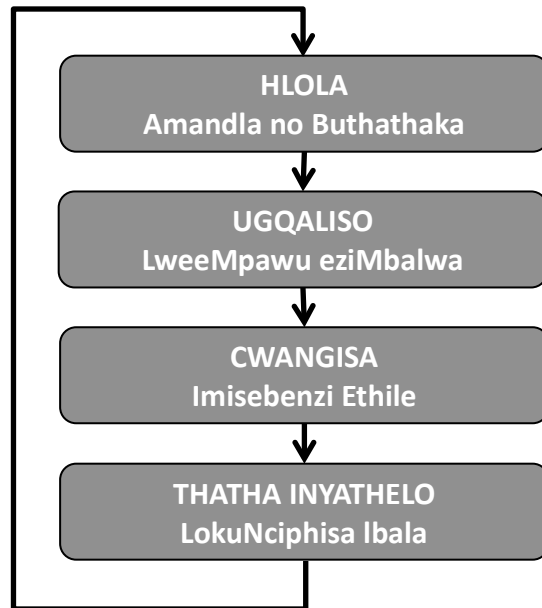 HLOLA
Amandla no Buthathaka
UGQALISO
LweeMpawu eziMbalwa
CWANGISA
Imisebenzi Ethile
THATHA INYATHELO
LokuNciphisa Ibala